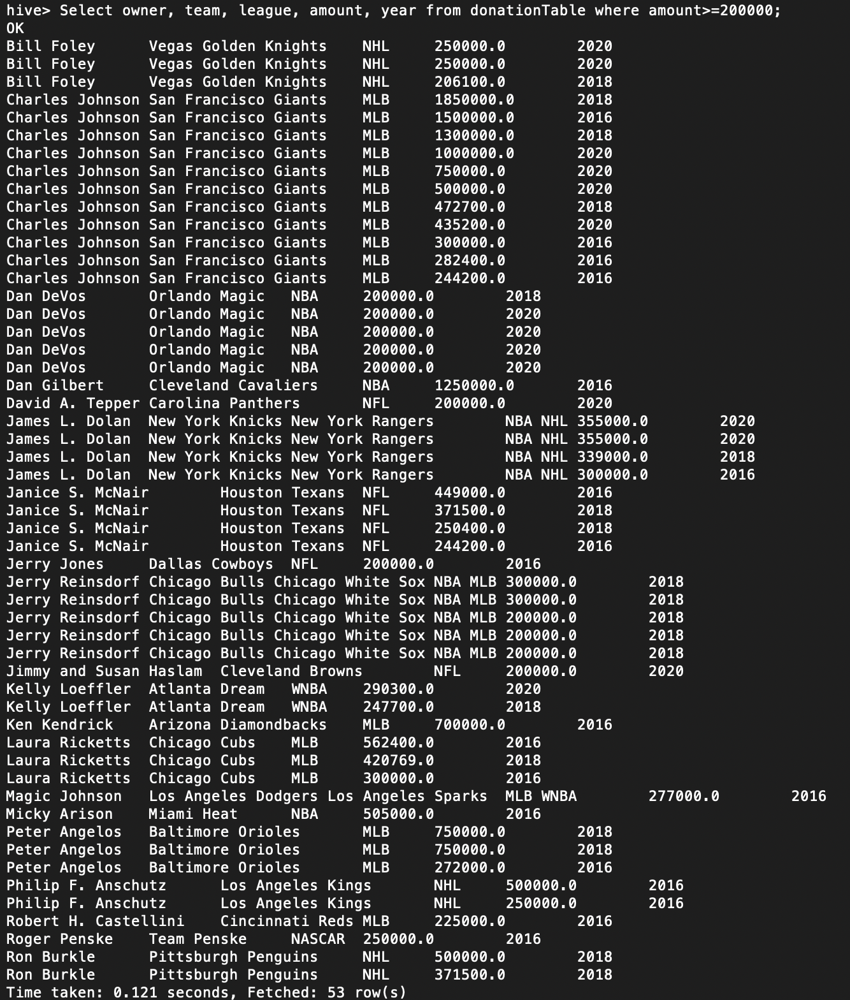 hive> Select owner, team, league, amount, year from donationTable where amount>=200000;
OK
Bill Foley Vegas Golden Knights NHL 250000.0 2020
Bill Foley Vegas Golden Knights NHL 250000.0 2020
Bill Foley Vegas Golden Knights NHL 206100.0 2018
Charles Johnson San Francisco Giants MLB 1850000.0 2018
Charles Johnson San Francisco Giants MLB 1500000.0 2016
Charles Johnson San Francisco Giants MLB 1300000.0 2018
Charles Johnson San Francisco Giants MLB 1000000.0 2020
Charles Johnson San Francisco Giants MLB 750000.0 2020
Charles Johnson San Francisco Giants MLB 500000.0 2020
Charles Johnson San Francisco Giants MLB 472700.0 2018
Charles Johnson San Francisco Giants MLB 435200.0 2020
Charles Johnson San Francisco Giants MLB 300000.0 2016
Charles Johnson San Francisco Giants MLB 282400.0 2016
Charles Johnson San Francisco Giants MLB 244200.0 2016
Dan DeVos Orlando Magic NBA 200000.0 2018
Dan DeVos Orlando Magic NBA 200000.0 2020
Dan DeVos Orlando Magic NBA 200000.0 2020
Dan DeVos Orlando Magic NBA 200000.0 2020
Dan DeVos Orlando Magic NBA 200000.0 2020
Dan Gilbert Cleveland Cavaliers NBA 1250000.0 2016
David A. Tepper Carolina Panthers NFL 200000.0 2020
James L. Dolan New York Knicks New York Rangers NBA NHL 355000.0 2020
James L. Dolan New York Knicks New York Rangers NBA NHL 355000.0 2020
James L. Dolan New York Knicks New York Rangers NBA NHL 339000.0 2018
James L. Dolan New York Knicks New York Rangers NBA NHL 300000.0 2016
Janice S. McNair Houston Texans NFL 449000.0 2016
Janice S. McNair Houston Texans NFL 371500.0 2018
Janice S. McNair Houston Texans NFL 250400.0 2018
Janice S. McNair Houston Texans NFL 244200.0 2016
Jerry Jones Dallas Cowboys NFL 200000.0 2016
Jerry Reinsdorf Chicago Bulls Chicago White Sox NBA MLB 300000.0 2018
Jerry Reinsdorf Chicago Bulls Chicago White Sox NBA MLB 300000.0 2018
Jerry Reinsdorf Chicago Bulls Chicago White Sox NBA MLB 200000.0 2018
Jerry Reinsdorf Chicago Bulls Chicago White Sox NBA MLB 200000.0 2018
Jerry Reinsdorf Chicago Bulls Chicago White Sox NBA MLB 200000.0 2018
Jimmy and Susan Haslam Cleveland Browns NFL 200000.0 2020
Kelly Loeffler Atlanta Dream WNBA 290300.0 2020
Kelly Loeffler Atlanta Dream WNBA 247700.0 2018
Ken Kendrick Arizona Diamondbacks MLB 700000.0 2016
Laura Ricketts Chicago Cubs MLB 562400.0 2016
Laura Ricketts Chicago Cubs MLB 420769.0 2018
Laura Ricketts Chicago Cubs MLB 300000.0 2016
Magic Johnson Los Angeles Dodgers Los Angeles Sparks MLB WNBA 277000.0 2016
Micky Arison Miami Heat NBA 505000.0 2016
Peter Angelos Baltimore Orioles MLB 750000.0 2018
Peter Angelos Baltimore Orioles MLB 750000.0 2018
Peter Angelos Baltimore Orioles MLB 272000.0 2016
Philip F. Anschutz Los Angeles Kings NHL 500000.0 2016
Philip F. Anschutz Los Angeles Kings NHL 250000.0 2016
Robert H. Castellini Cincinnati Reds MLB 225000.0 2016
Roger Penske Team Penske NASCAR 250000.0 2016
Ron Burkle Pittsburgh Penguins NHL 500000.0 2018
Ron Burkle Pittsburgh Penguins NHL 371500.0 2018
Time taken: 0.121 seconds, Fetched: 53 row(s)